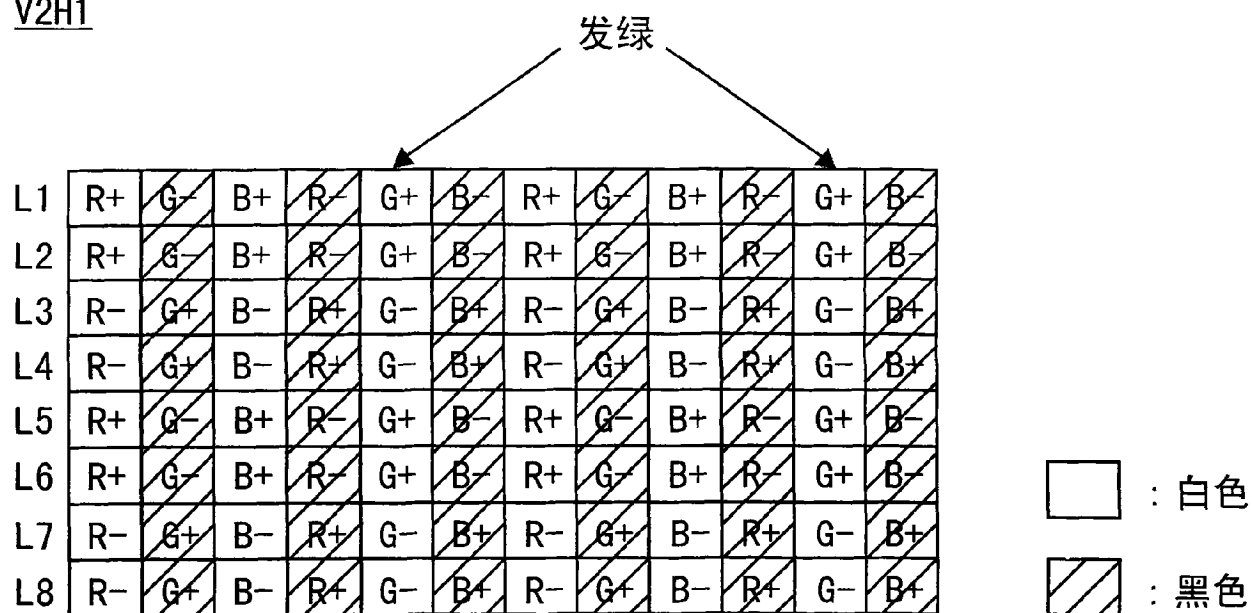 V2H1
发绿
L1 R+ G- B+ R- G+ B- R+ G- B+ R- G+ B-
L2 R+ G- B+ R- G+ B- R+ G- B+ R- G+ B-
L3 R- G+ B- R+ G- B+ R- G+ B- R+ G- B+
L4 R- G+ B- R+ G- B+ R- G+ B- R+ G- B+
L5 R+ G- B+ R- G+ B- R+ G- B+ R- G+ B-
L6 R+ G- B+ R- G+ B- R+ G- B+ R- G+ B-
L7 R- G+ B- R+ G- B+ R- G+ B- R+ G- B+
L8 R- G+ B- R+ G- B+ R- G+ B- R+ G- B+
: 白色
: 黑色